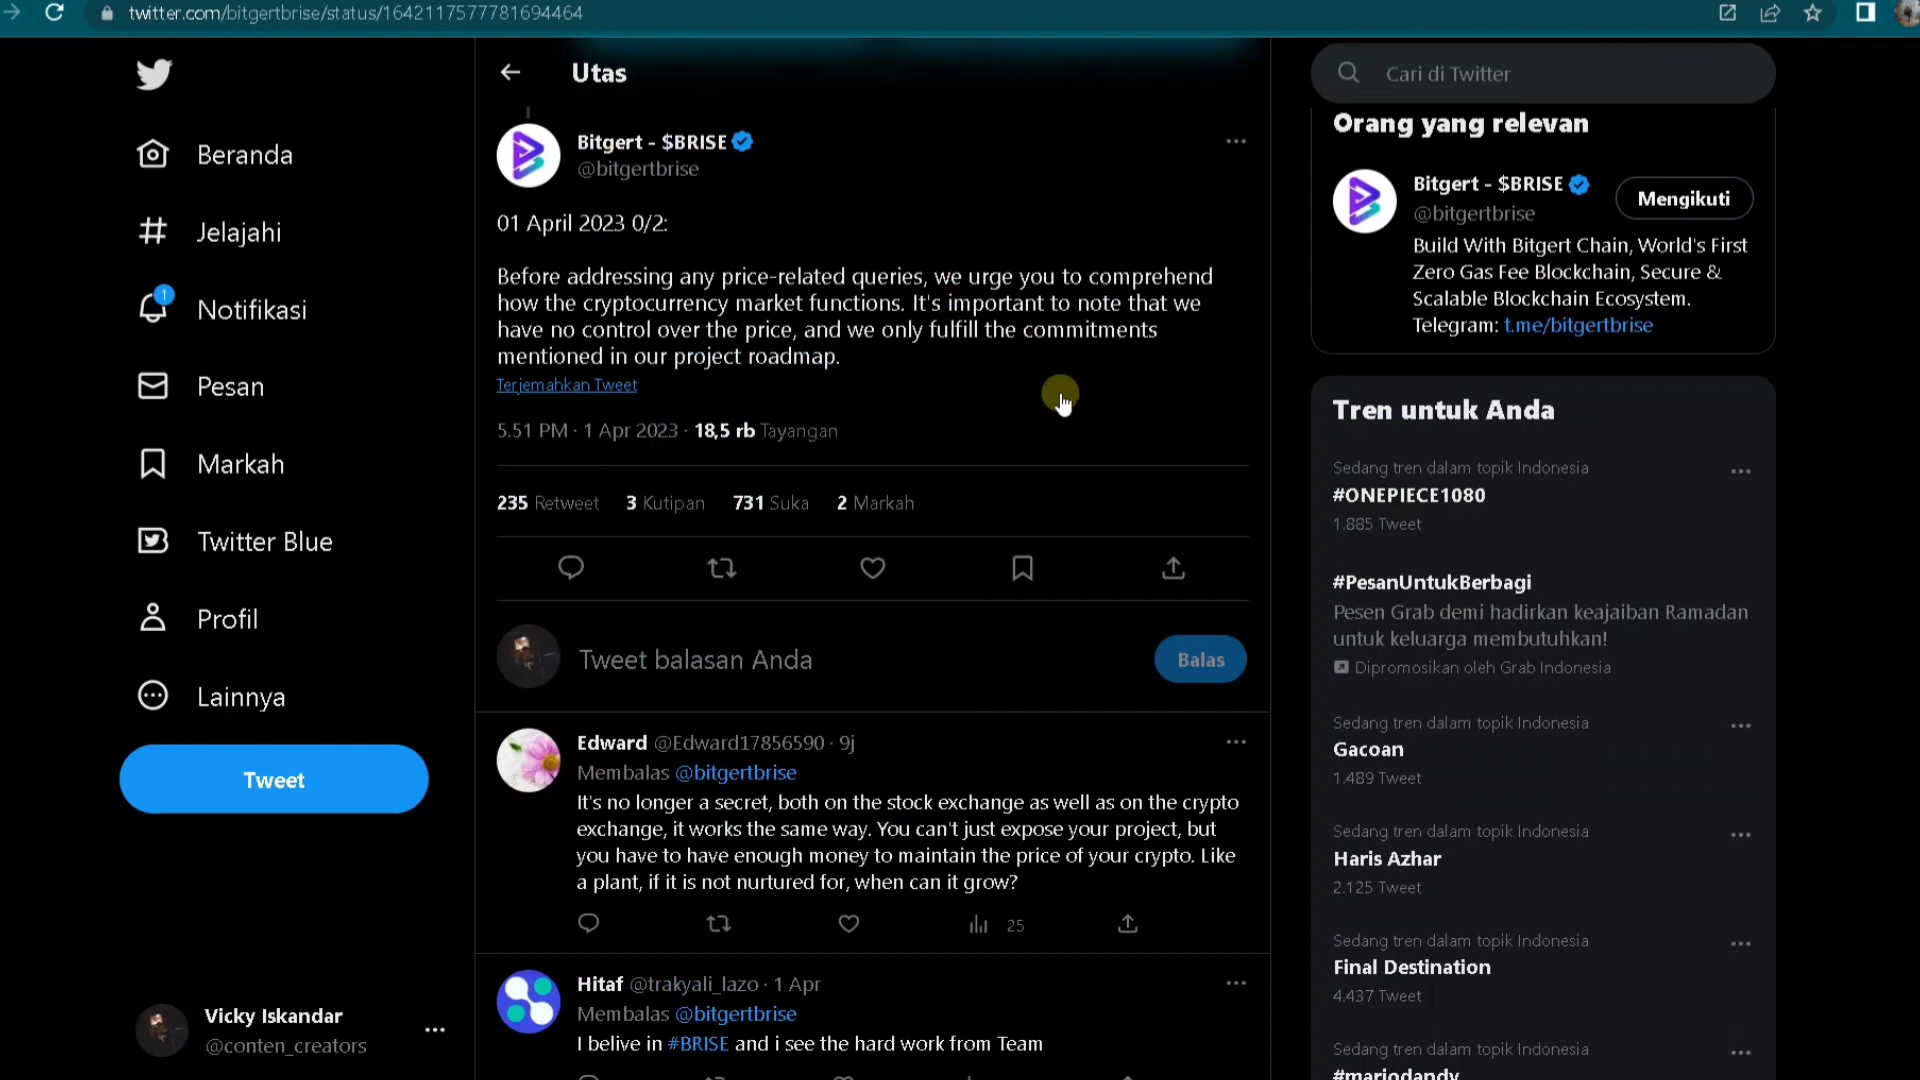 twitter.com/bitgertbrise/status/1642117577781694464
Beranda
Jelajahi
1
Notifikasi
Pesan
Markah
Twitter Blue
Profil
Lainnya
Tweet
Vicky Iskandar
@conten_creators
Utas
Bitgert - $BRISE
@bitgertbrise
01 April 2023 0/2:
Before addressing any price-related queries, we urge you to comprehend
how the cryptocurrency market functions. It's important to note that we
have no control over the price, and we only fulfill the commitments
mentioned in our project roadmap.
Terjemahkan Tweet
5.51 PM · 1 Apr 2023 · 18,5 rb Tayangan
235 Retweet 3 Kutipan 731 Suka 2 Markah
Tweet balasan Anda
Balas
Edward @Edward17856590 · 9j
Membalas @bitgertbrise
It's no longer a secret, both on the stock exchange as well as on the crypto
exchange, it works the same way. You can't just expose your project, but
you have to have enough money to maintain the price of your crypto. Like
a plant, if it is not nurtured for, when can it grow?
25
Hitaf @trakyali_lazo · 1 Apr
Membalas @bitgertbrise
I belive in #BRISE and i see the hard work from Team
Cari di Twitter
Orang yang relevan
Bitgert - $BRISE
@bitgertbrise
Mengikuti
Build With Bitgert Chain, World's First
Zero Gas Fee Blockchain, Secure &
Scalable Blockchain Ecosystem.
Telegram: t.me/bitgertbrise
Tren untuk Anda
Sedang tren dalam topik Indonesia
#ONEPIECE1080
1.885 Tweet
#PesanUntukBerbagi
Pesen Grab demi hadirkan keajaiban Ramadan
untuk keluarga membutuhkan!
Dipromosikan oleh Grab Indonesia
Sedang tren dalam topik Indonesia
Gacoan
1.489 Tweet
Sedang tren dalam topik Indonesia
Haris Azhar
2.125 Tweet
Sedang tren dalam topik Indonesia
Final Destination
4.437 Tweet
Sedang tren dalam topik Indonesia
#mariodandy